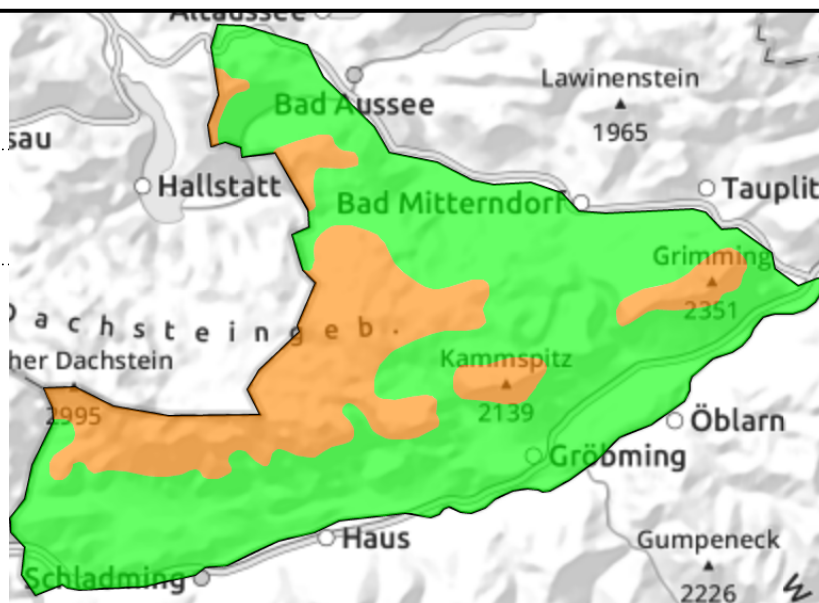 Altaussee
Lawinenstein
Bad Aussee
1965
sau
Hallstatt
Tauplit
Bad Mitterndorf
Grimming
2351
Dachsteingeb.
her Dachstein
2995
Kammspitz
2139
Öblarn
Gröbming
Haus
Gumpeneck
Schladming
2226
W